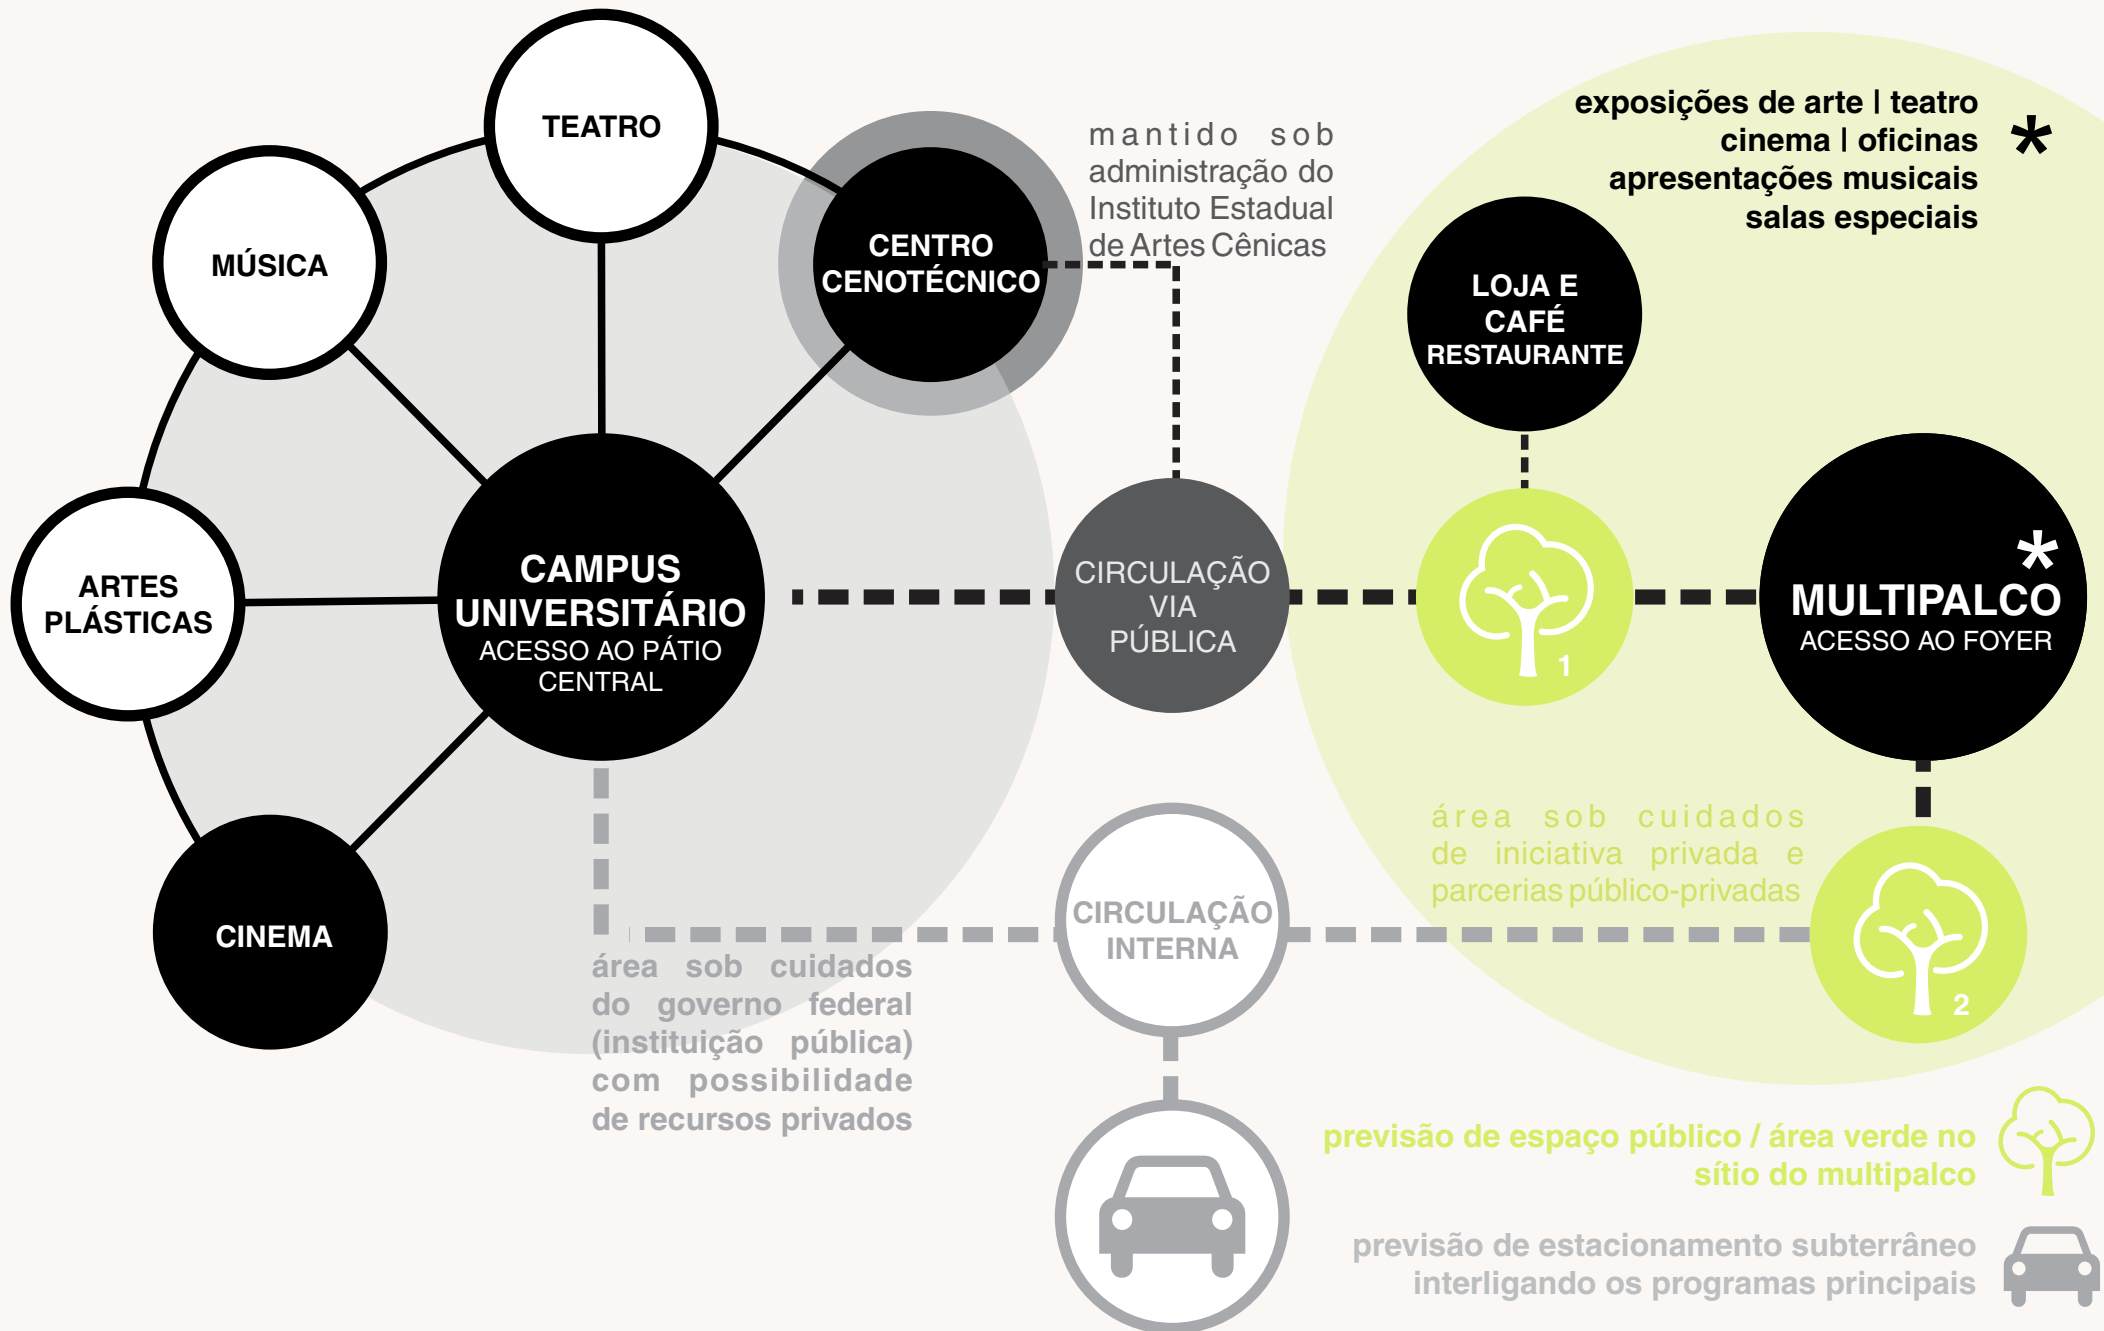 TEATRO
MÚSICA
CENTRO
CENOTÉCNICO
ARTES
PLÁSTICAS
CAMPUS
UNIVERSITÁRIO
ACESSO AO PÁTIO
CENTRAL
CINEMA
mantido sob
administração do
Instituto Estadual
de Artes Cênicas
CIRCULAÇÃO
VIA
PÚBLICA
exposições de arte | teatro
cinema | oficinas
apresentações musicais
salas especiais
*
LOJA E
CAFÉ
RESTAURANTE
1
*
MULTIPALCO
ACESSO AO FOYER
área sob cuidados
de iniciativa privada e
parcerias público-privadas
2
CIRCULAÇÃO
INTERNA
área sob cuidados
do governo federal
(instituição pública)
com possibilidade
de recursos privados
previsão de espaço público / área verde no
sítio do multipalco
previsão de estacionamento subterrâneo
interligando os programas principais